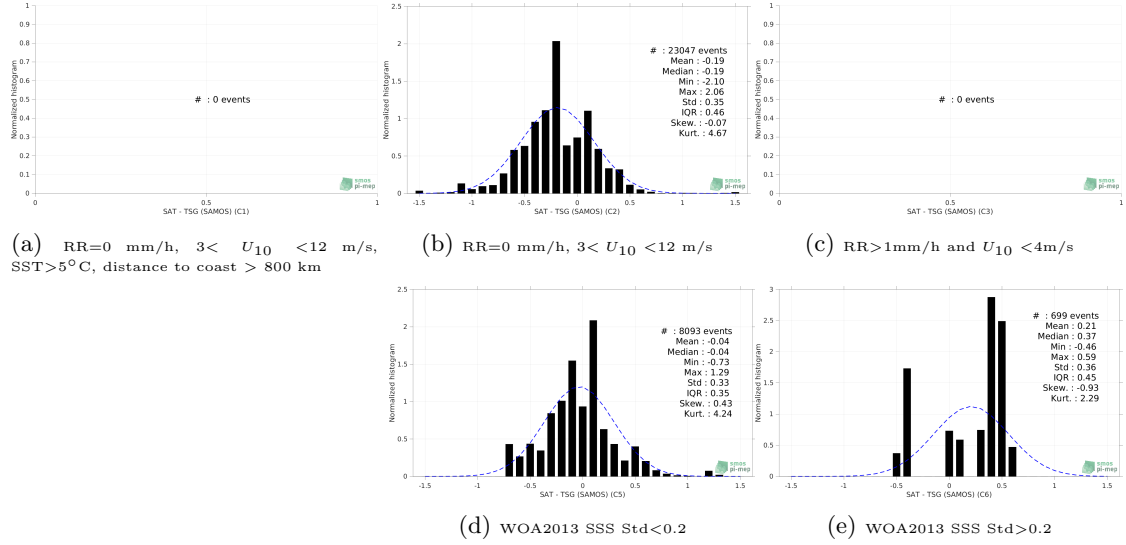 1
0.9
0.8
0.7
0.6
0.5
0.4
0.3
0.2
0.1
0
Normalized histogram
# : 0 events
0 0.5 1
SAT - TSG (SAMOS) (C1)
smos
pi-mep
2.5
2
1.5
1
0.5
0
Normalized histogram
# : 23047 events
Mean : -0.19
Median : -0.19
Min : -2.10
Max : 2.06
Std : 0.35
IQR : 0.46
Skew. : -0.07
Kurt. : 4.67
-1.5 -1 -0.5 0 0.5 1 1.5
SAT - TSG (SAMOS) (C2)
smos
pi-mep
1
0.9
0.8
0.7
0.6
0.5
0.4
0.3
0.2
0.1
0
Normalized histogram
# : 0 events
0 0.5 1
SAT - TSG (SAMOS) (C3)
smos
pi-mep
(a) RR=0 mm/h, 3< U10 <12 m/s,
SST>5°C, distance to coast > 800 km
(b) RR=0 mm/h, 3< U10 <12 m/s
(c) RR>1mm/h and U10 <4m/s
2.5
2
1.5
1
0.5
0
Normalized histogram
# : 8093 events
Mean : -0.04
Median : -0.04
Min : -0.73
Max : 1.29
Std : 0.33
IQR : 0.35
Skew. : 0.43
Kurt. : 4.24
-1.5 -1 -0.5 0 0.5 1 1.5
SAT - TSG (SAMOS) (C5)
smos
pi-mep
3
2.5
2
1.5
1
0.5
0
Normalized histogram
# : 699 events
Mean : 0.21
Median : 0.37
Min : -0.46
Max : 0.59
Std : 0.36
IQR : 0.45
Skew. : -0.93
Kurt. : 2.29
-1.5 -1 -0.5 0 0.5 1 1.5
SAT - TSG (SAMOS) (C6)
smos
pi-mep
(d) WOA2013 SSS Std<0.2
(e) WOA2013 SSS Std>0.2